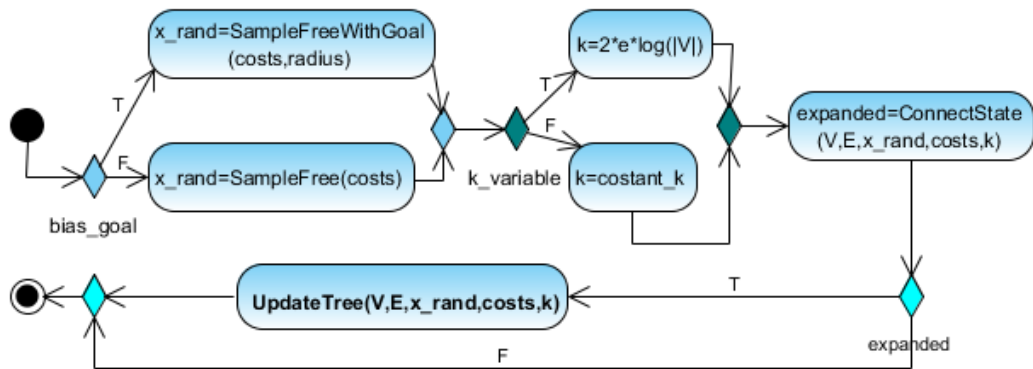 x_rand=SampleFreeWithGoal
(costs,radius)
k=2*e*log(|V|)
T
T
expanded=ConnectState
(V,E,x_rand,costs,k)
F
F
x_rand=SampleFree(costs)
k_variable
k=costant_k
bias_goal
T
UpdateTree(V,E,x_rand,costs,k)
expanded
F